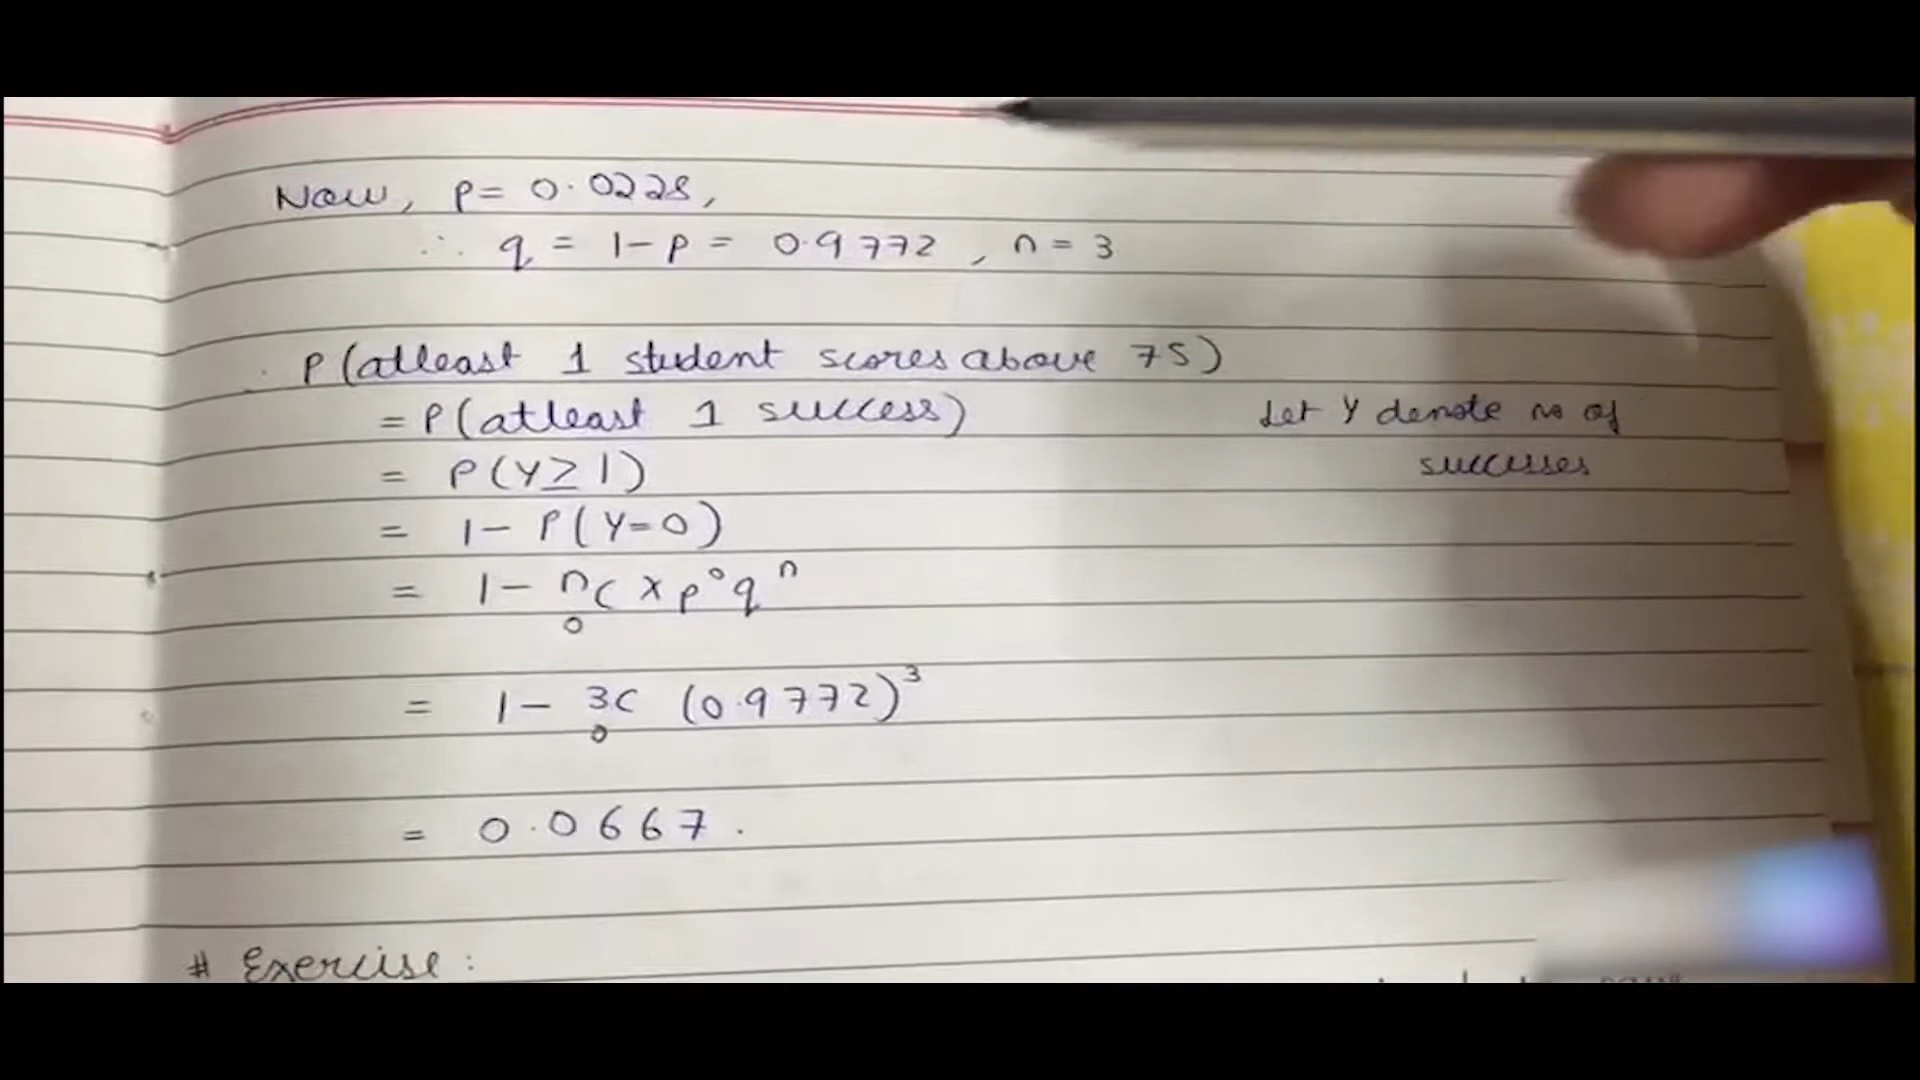 Now, p = 0.0228,
∴ q = 1 - p = 0.9772, n = 3
P(atleast 1 student scores above 75)
= P(atleast 1 success)
Let Y denote no of
successes
= P(Y ≥ 1)
= 1 - P(Y=0)
= 1 - nC0 × p⁰ qⁿ
= 1 - 3C0 (0.9772)³
= 0.0667.
# Exercise: